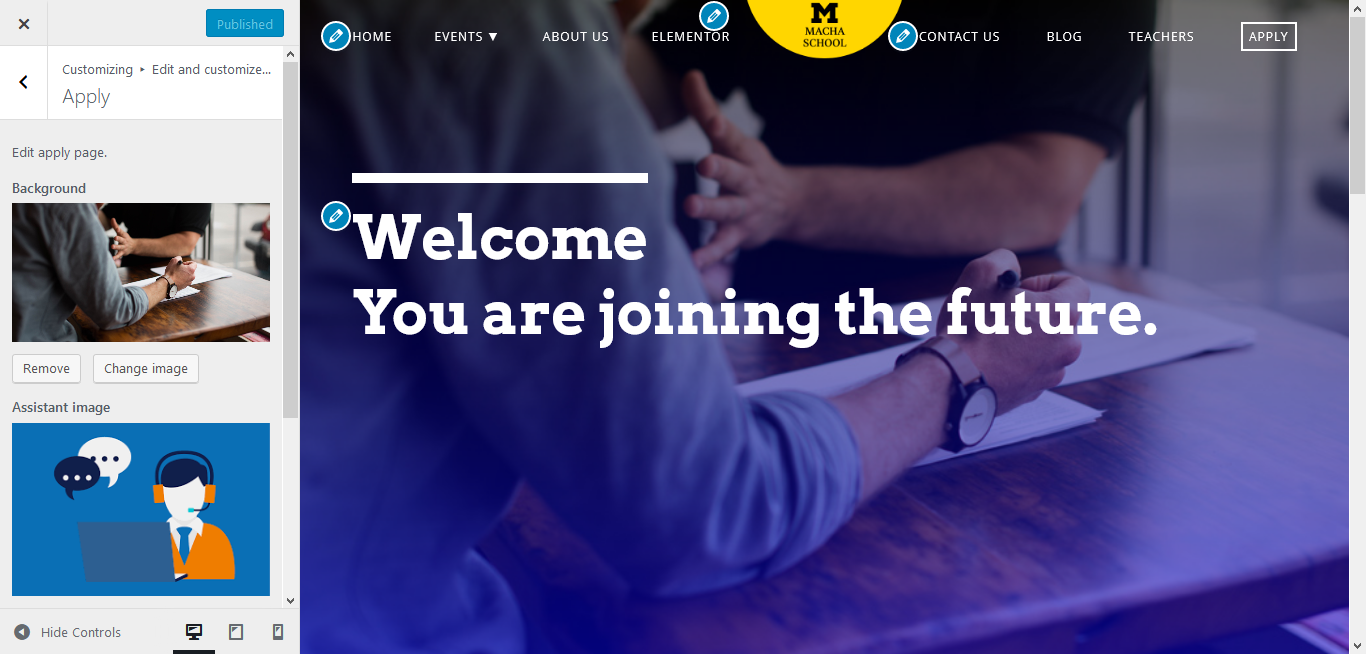 Published
Customizing ▸ Edit and customize...
Apply
Edit apply page.
Background
Remove
Change image
Assistant image
Hide Controls
HOME
EVENTS ▼
ABOUT US
ELEMENTOR
M
MACHA
SCHOOL
CONTACT US
BLOG
TEACHERS
APPLY
Welcome
You are joining the future.